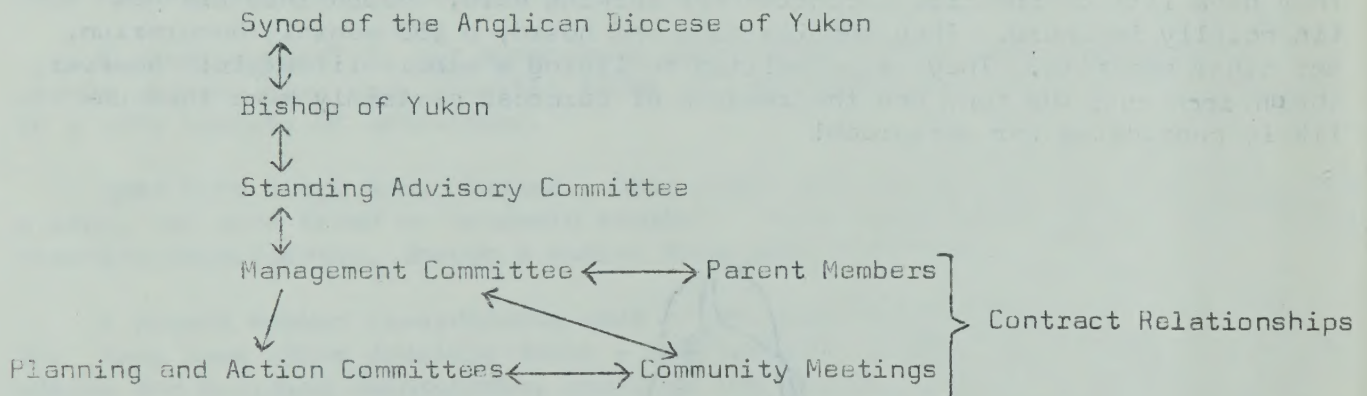 Synod of the Anglican Diocese of Yukon
Bishop of Yukon
Standing Advisory Committee
Management Committee Parent Members
Contract Relationships
Planning and Action Committees Community Meetings